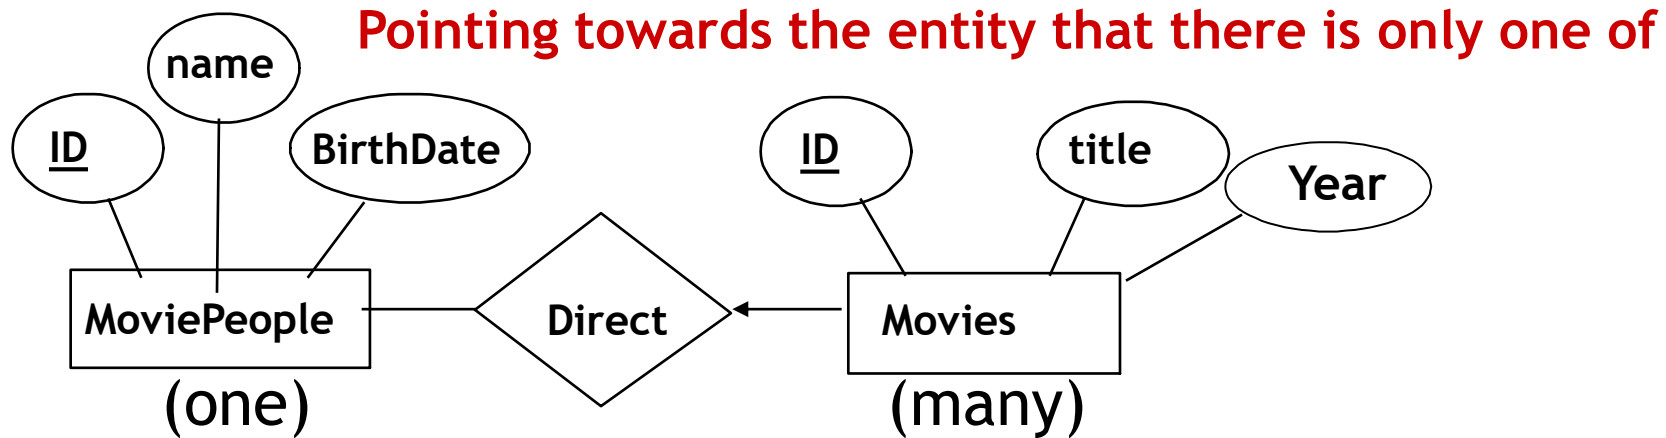 Pointing towards the entity that there is only one of
name
ID
BirthDate
ID
title
Year
MoviePeople
Direct
Movies
(one)
(many)